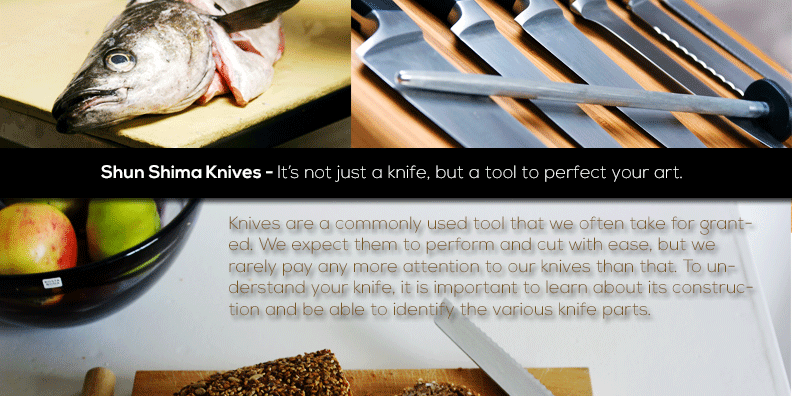 Shun Shima Knives - It's not just a knife, but a tool to perfect your art.
Knives are a commonly used tool that we often take for grant-
ed. We expect them to perform and cut with ease, but we
rarely pay any more attention to our knives than that. To un-
derstand your knife, it is important to learn about its construc-
tion and be able to identify the various knife parts.